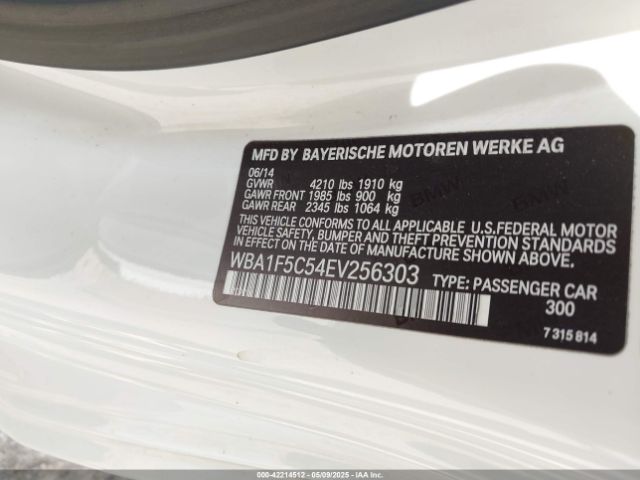 MFD BY BAYERISCHE MOTOREN WERKE AG
06/14
GVWR 4210 lbs 1910 kg
GAWR FRONT 1985 lbs 900 kg
GAWR REAR 2345 lbs 1064 kg
THIS VEHICLE CONFORMS TO ALL APPLICABLE U.S.FEDERAL MOTOR
VEHICLE SAFETY, BUMPER AND THEFT PREVENTION STANDARDS
IN EFFECT ON THE DATE OF MANUFACTURE SHOWN ABOVE.
WBA1F5C54EV256303 TYPE: PASSENGER CAR
300
7 315 814
000-42214512 - 05/09/2025 - IAAI.COM